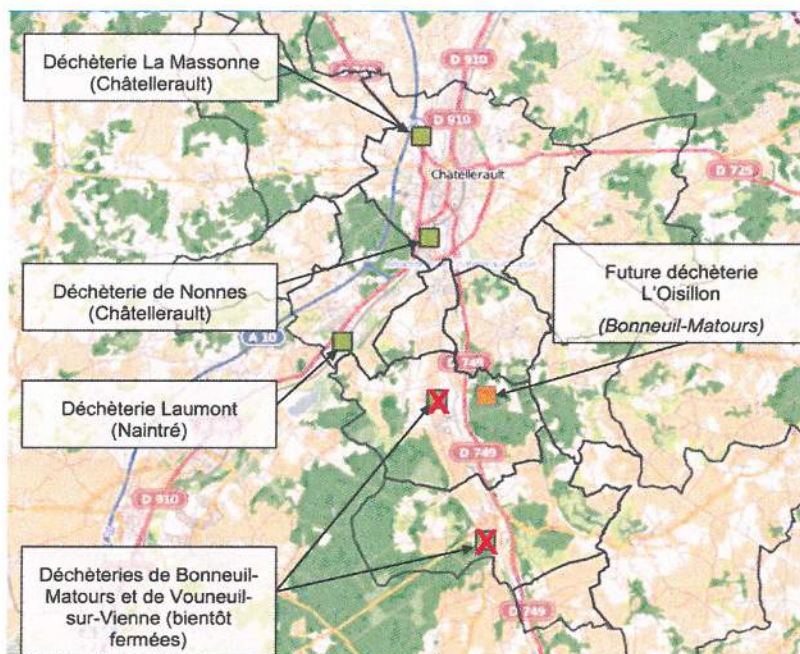 Déchèterie La Massonne
(Châtellerault)
D 910
D 910
Châtellerault
D 725
Déchèterie de Nonnes
(Châtellerault)
Future déchèterie
L'Oisillon
(Bonneuil-Matours)
A 10
D 749
Déchèterie Laumont
(Naintré)
D 749
D 910
Déchèteries de Bonneuil-
Matours et de Vouneuil-
sur-Vienne (bientôt
fermées)
D 749